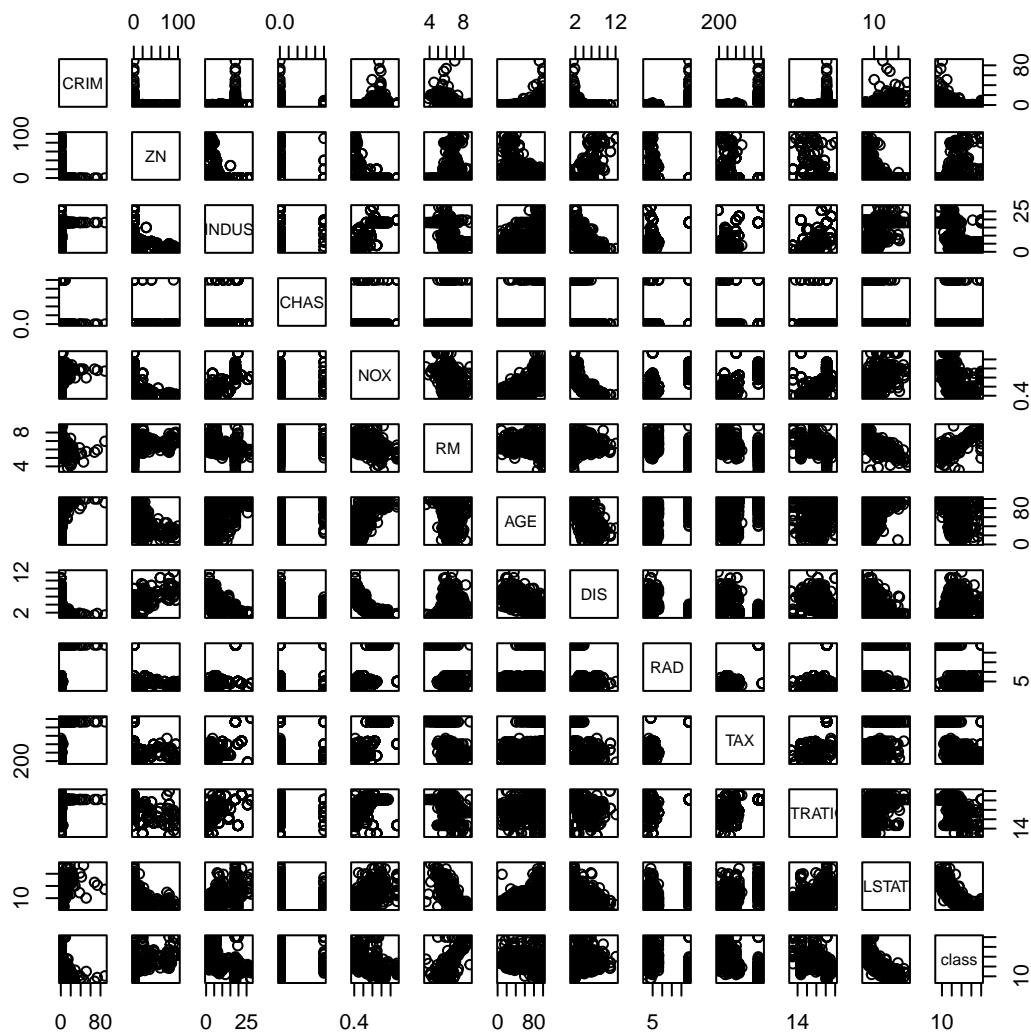 0 100 0.0 4 8 2 12 200 10
CRIM 0 80
0 100 ZN
INDUS 0 25
0.0 CHAS
NOX 0.4
4 8 RM
AGE 0 80
2 12 DIS
RAD 5
200 TAX
TRATI 14
10 LSTAT
class 10
0 80 0 25 0.4 5 14 10